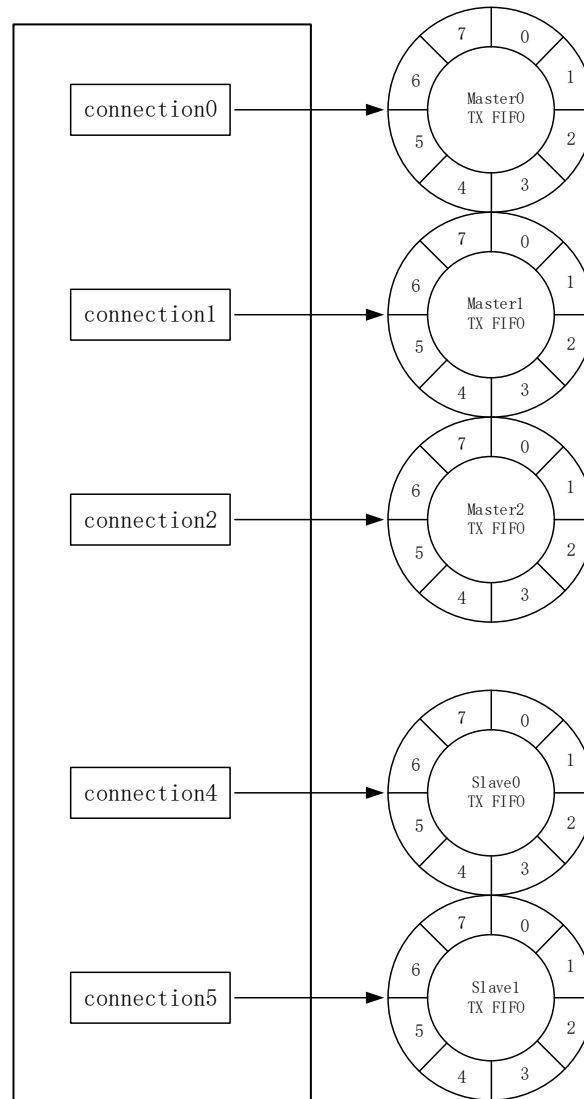 connection0
7
0
6
1
Master0
TX FIFO
5
2
4
3
connection1
7
0
6
1
Master1
TX FIFO
5
2
4
3
connection2
7
0
6
1
Master2
TX FIFO
5
2
4
3
connection4
7
0
6
1
Slave0
TX FIFO
5
2
4
3
connection5
7
0
6
1
Slave1
TX FIFO
5
2
4
3